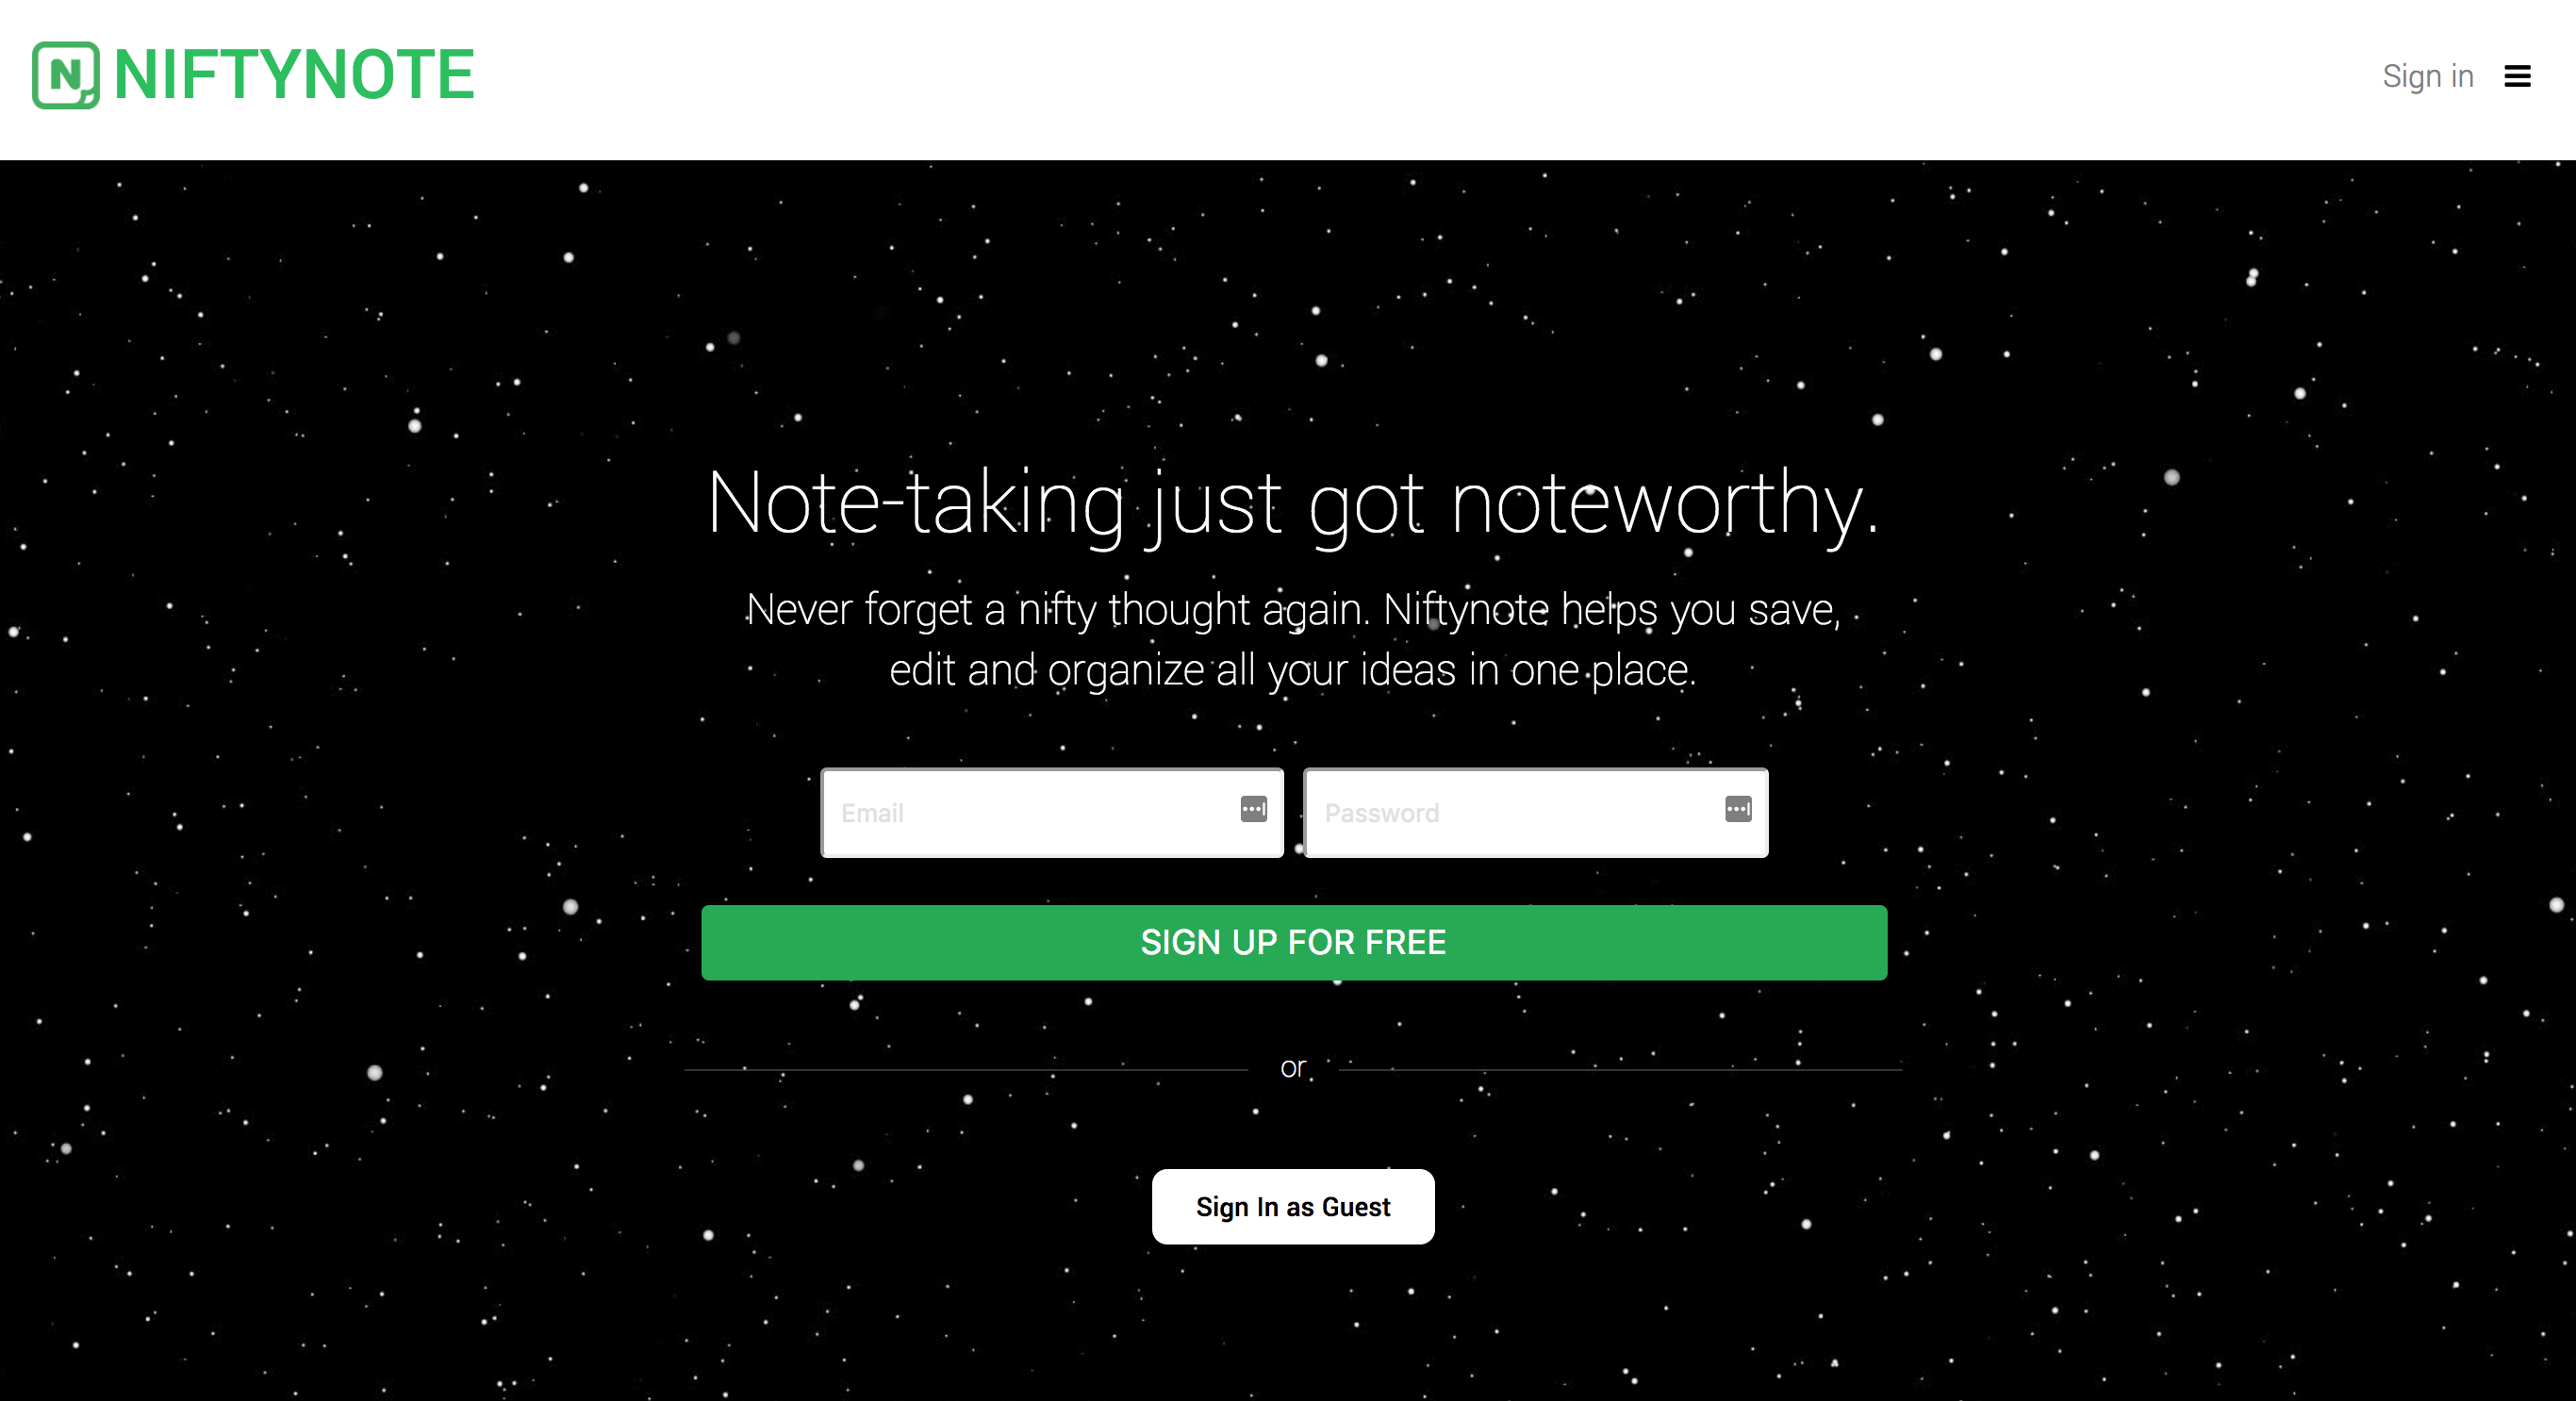 N NIFTYNOTE
Sign in
Note-taking just got noteworthy.
Never forget a nifty thought again. Niftynote helps you save,
edit and organize all your ideas in one place.
Email
Password
SIGN UP FOR FREE
or
Sign In as Guest